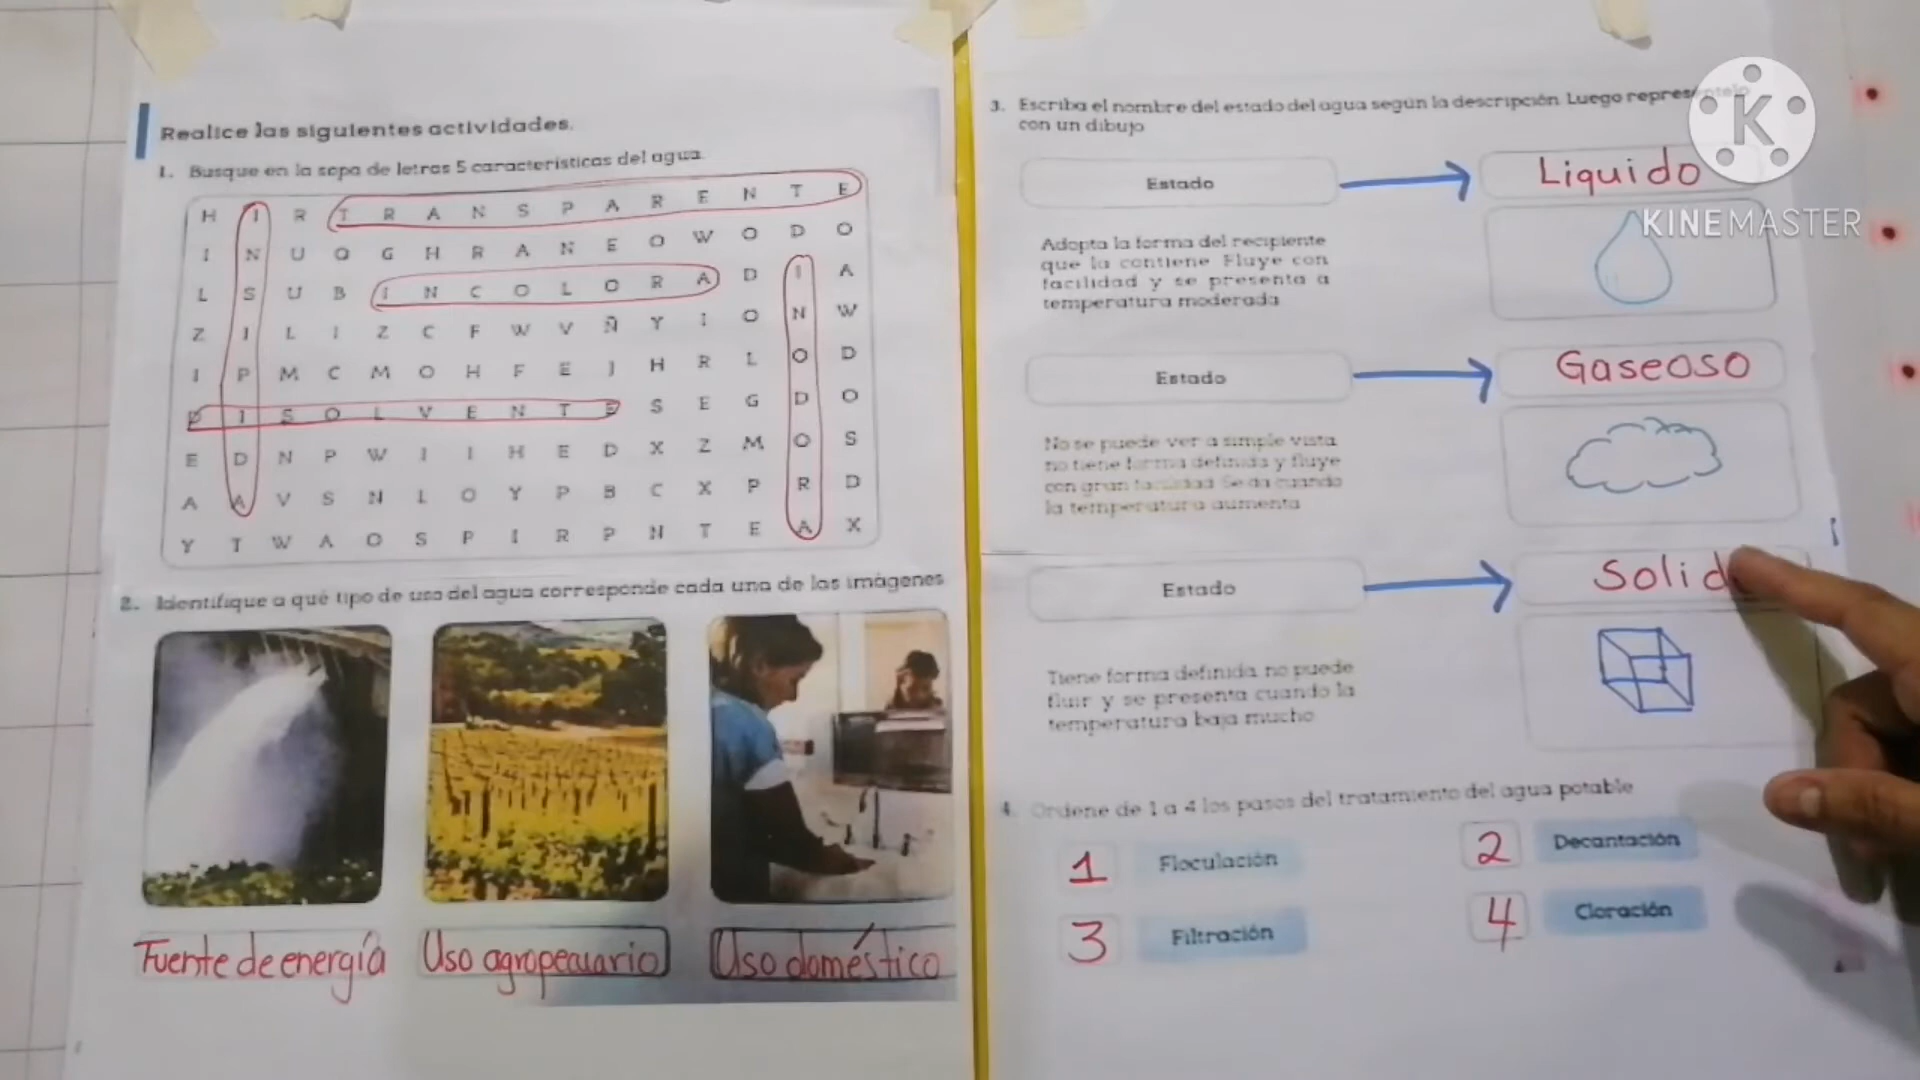 Realice las siguientes actividades.
1. Busque en la sopa de letras 5 características del agua.
H I R T R A N S P A R E N T E
I N U Q G H R A N E O W O D O
L S U B I N C O L O R A D I A
Z I L I Z C F W V Ñ Y I O N W
I P M C M O H F E J H R L O D
D I S O L V E N T E S E G D O
E D N P W I I H E D X Z M O S
A A V S N L O Y P B C X P R D
Y T W A O S P I R P N T E A X
2. Identifique a qué tipo de uso del agua corresponde cada una de las imágenes
Fuente de energía
Uso agropecuario
Uso doméstico
3. Escriba el nombre del estado del agua según la descripción. Luego represéntelo
con un dibujo
Estado
Liquido
Adopta la forma del recipiente
que la contiene. Fluye con
facilidad y se presenta a
temperatura moderada
Estado
Gaseoso
No se puede ver a simple vista
no tiene forma definida y fluye
con gran facilidad. Se da cuando
la temperatura aumenta
Estado
Solid
Tiene forma definida, no puede
fluir y se presenta cuando la
temperatura baja mucho
4. Ordene de 1 a 4 los pasos del tratamiento del agua potable
1 Floculación
2 Decantación
3 Filtración
4 Cloración
K
KINEMASTER